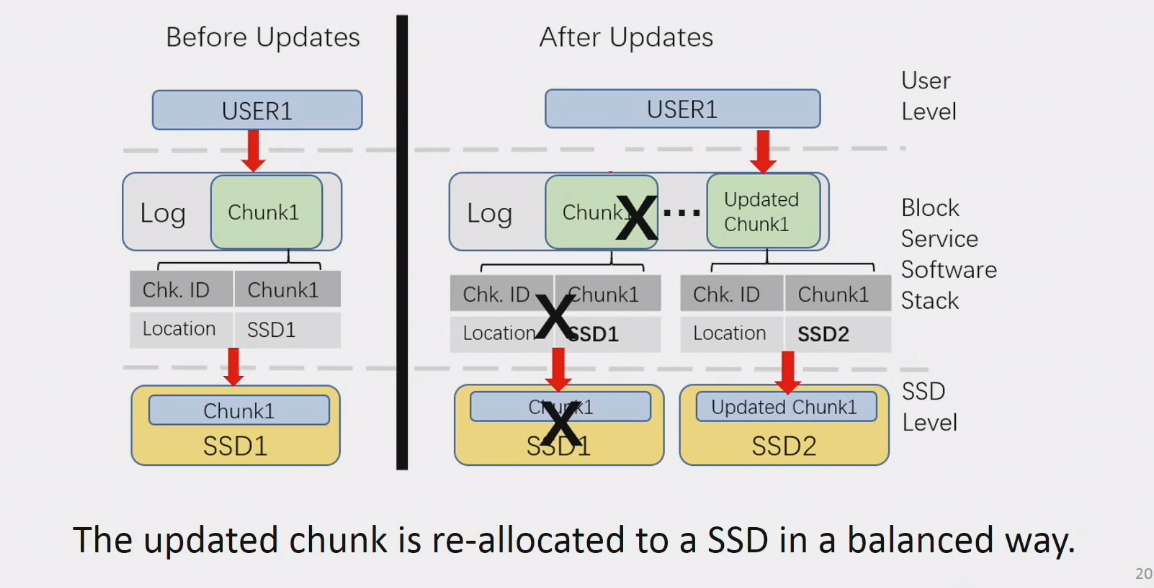 Before Updates
After Updates
USER1
USER1
User
Level
Log
Chunk1
Log
Chunk1
...
Updated
Chunk1
Block
Service
Software
Stack
Chk. ID
Chunk1
Location
SSD1
Chk. ID
Chunk1
Location
SSD1
Chk. ID
Chunk1
Location
SSD2
X
X
X
Chunk1
SSD1
Chunk1
SSD1
Updated Chunk1
SSD2
SSD
Level
The updated chunk is re-allocated to a SSD in a balanced way.
20